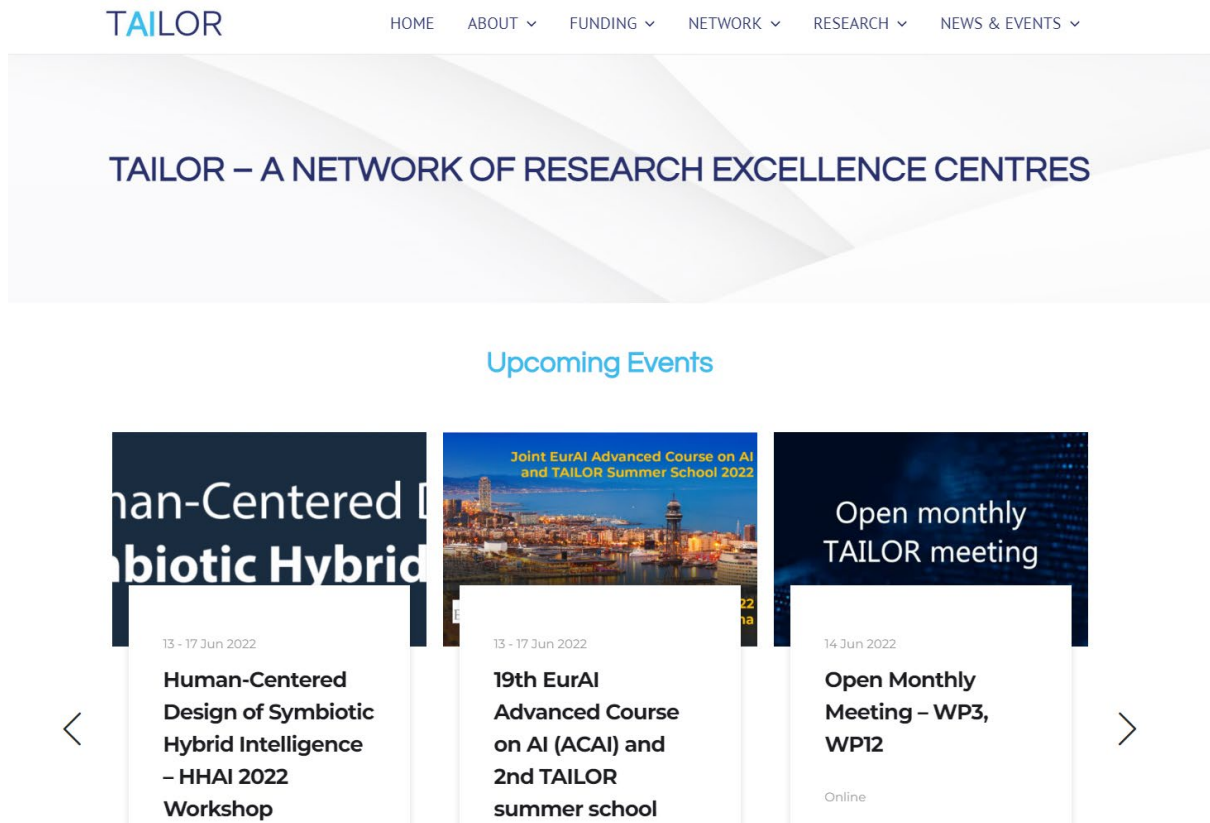 TAILOR
HOME ABOUT FUNDING NETWORK RESEARCH NEWS & EVENTS
TAILOR – A NETWORK OF RESEARCH EXCELLENCE CENTRES
Upcoming Events
-Centered
Hybrid
13 - 17 Jun 2022
Human-Centered
Design of Symbiotic
Hybrid Intelligence
– HHAI 2022
Workshop
Joint EurAI Advanced Course on AI
and TAILOR Summer School 2022
13 - 17 Jun 2022
19th EurAI
Advanced Course
on AI (ACAI) and
2nd TAILOR
summer school
Open monthly
TAILOR meeting
14 Jun 2022
Open Monthly
Meeting – WP3,
WP12
Online